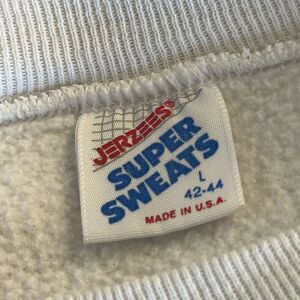 JERZEES®
SUPER
SWEATS
L
42-44
MADE IN U.S.A.